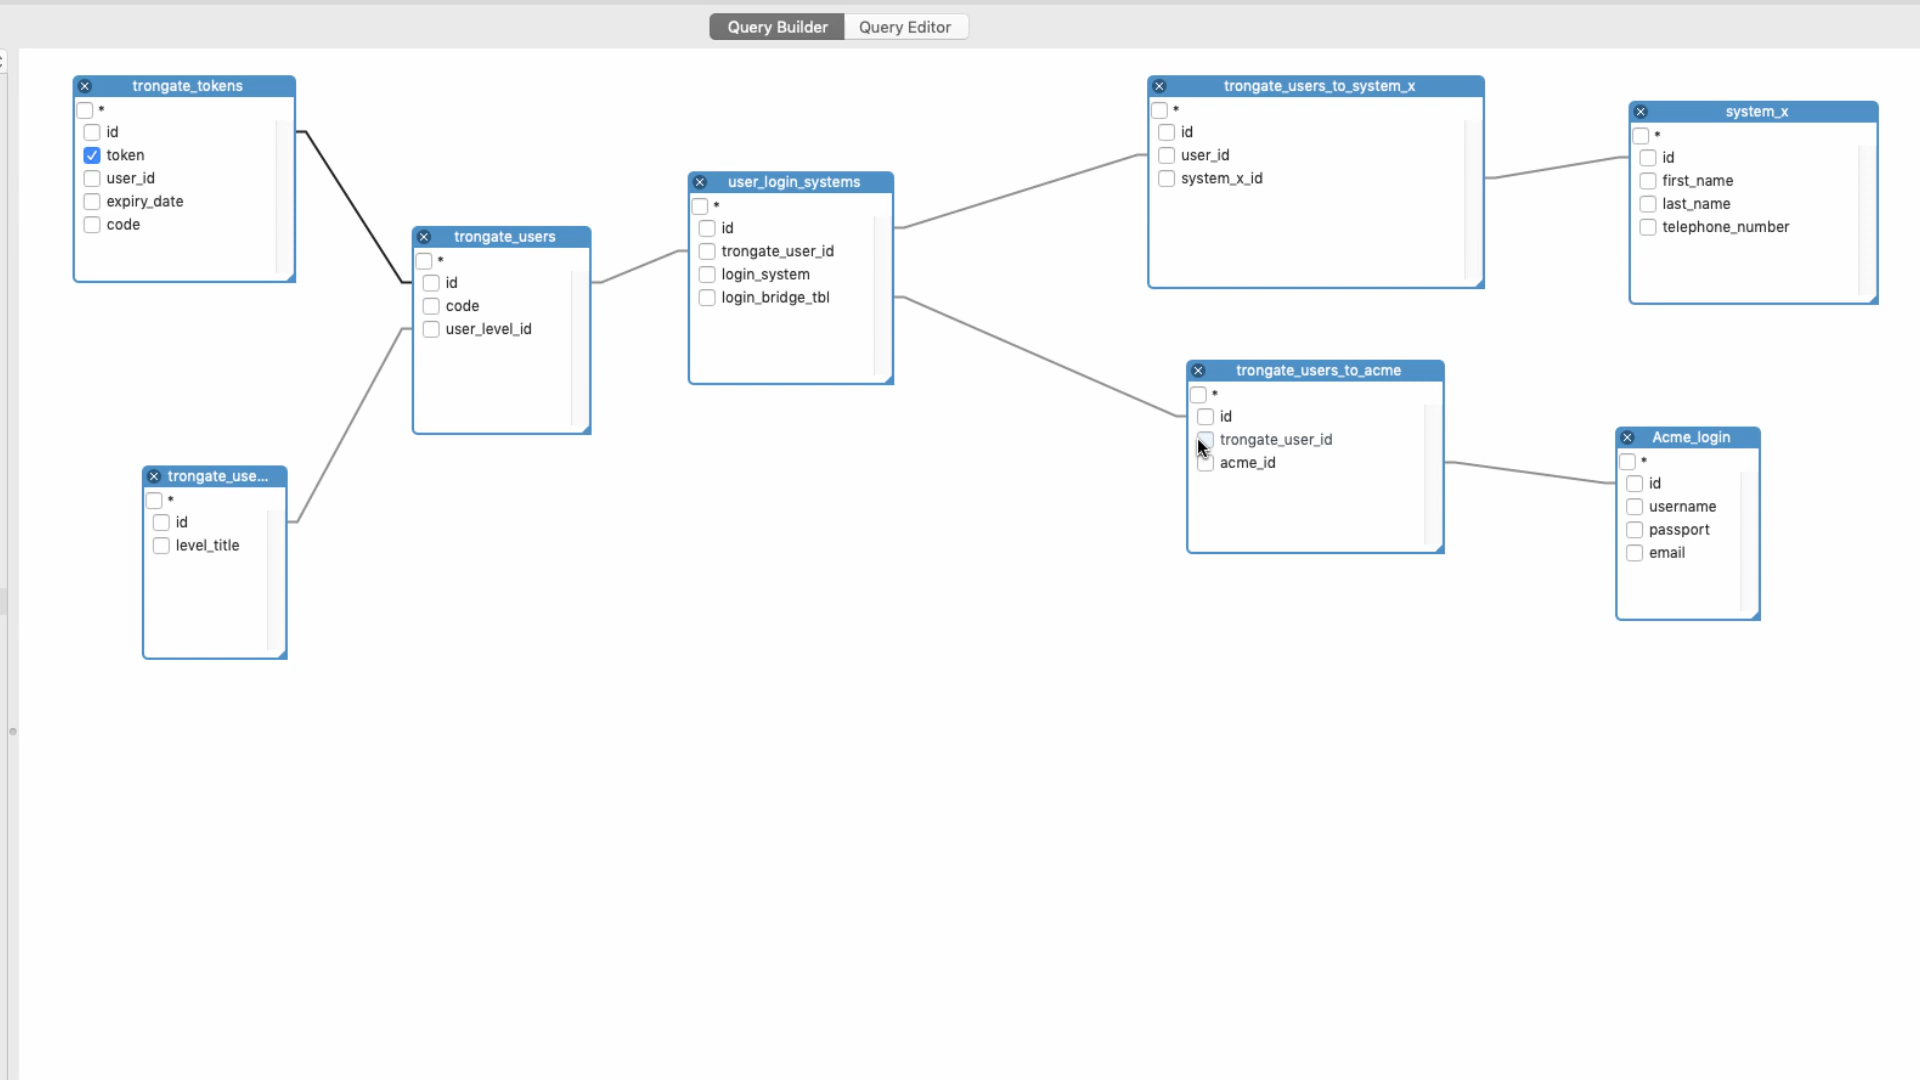 Query Builder
Query Editor
trongate_tokens
*
id
token
user_id
expiry_date
code
trongate_users
*
id
code
user_level_id
trongate_use...
*
id
level_title
user_login_systems
*
id
trongate_user_id
login_system
login_bridge_tbl
trongate_users_to_system_x
*
id
user_id
system_x_id
system_x
*
id
first_name
last_name
telephone_number
trongate_users_to_acme
*
id
trongate_user_id
acme_id
Acme_login
*
id
username
passport
email